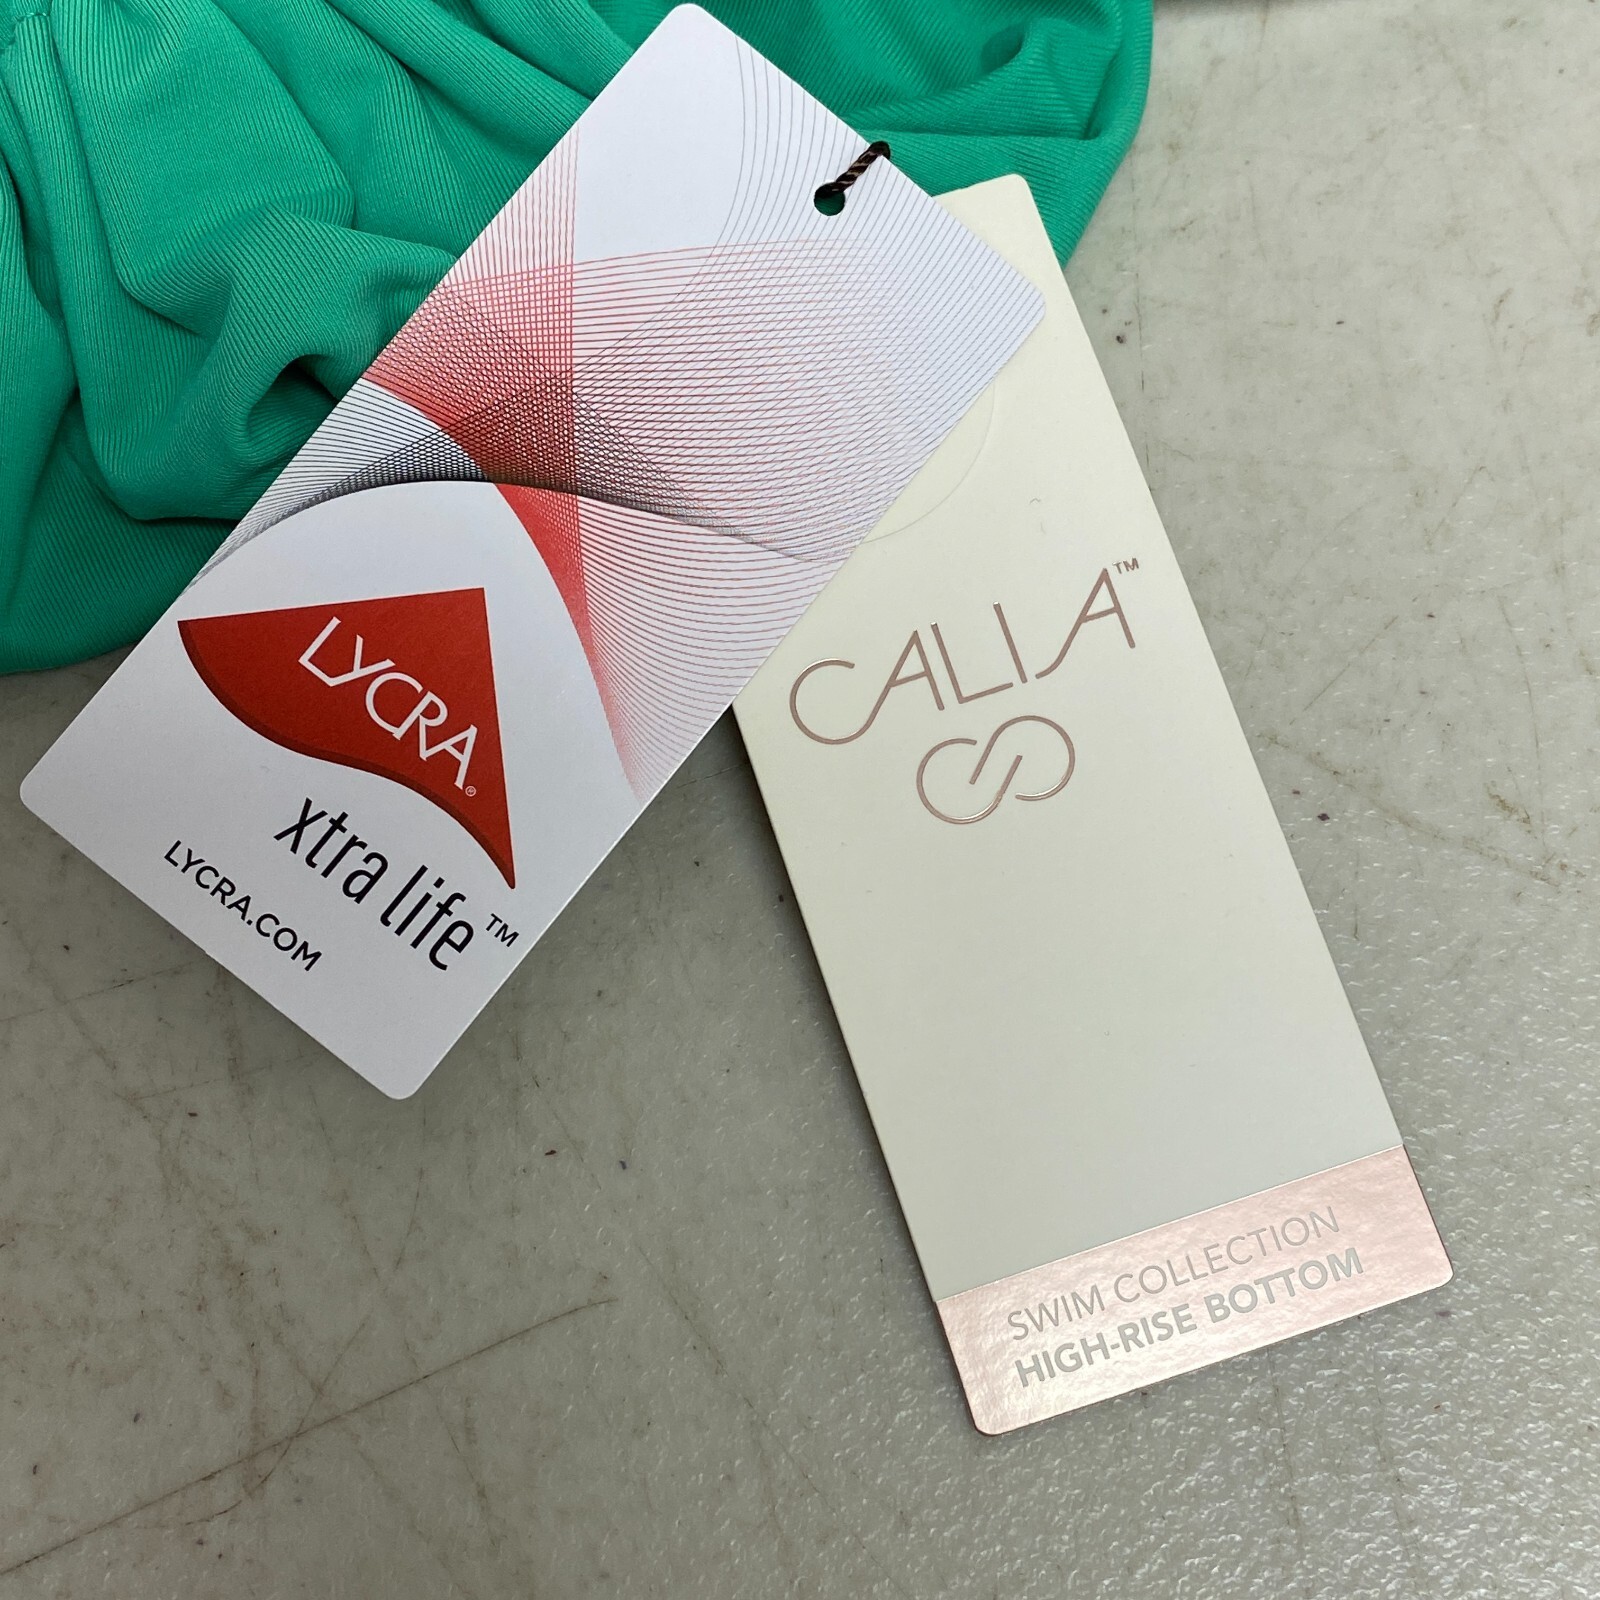 LYCRA®
xtra life™
LYCRA.COM
CALIA™
SWIM COLLECTION
HIGH-RISE BOTTOM